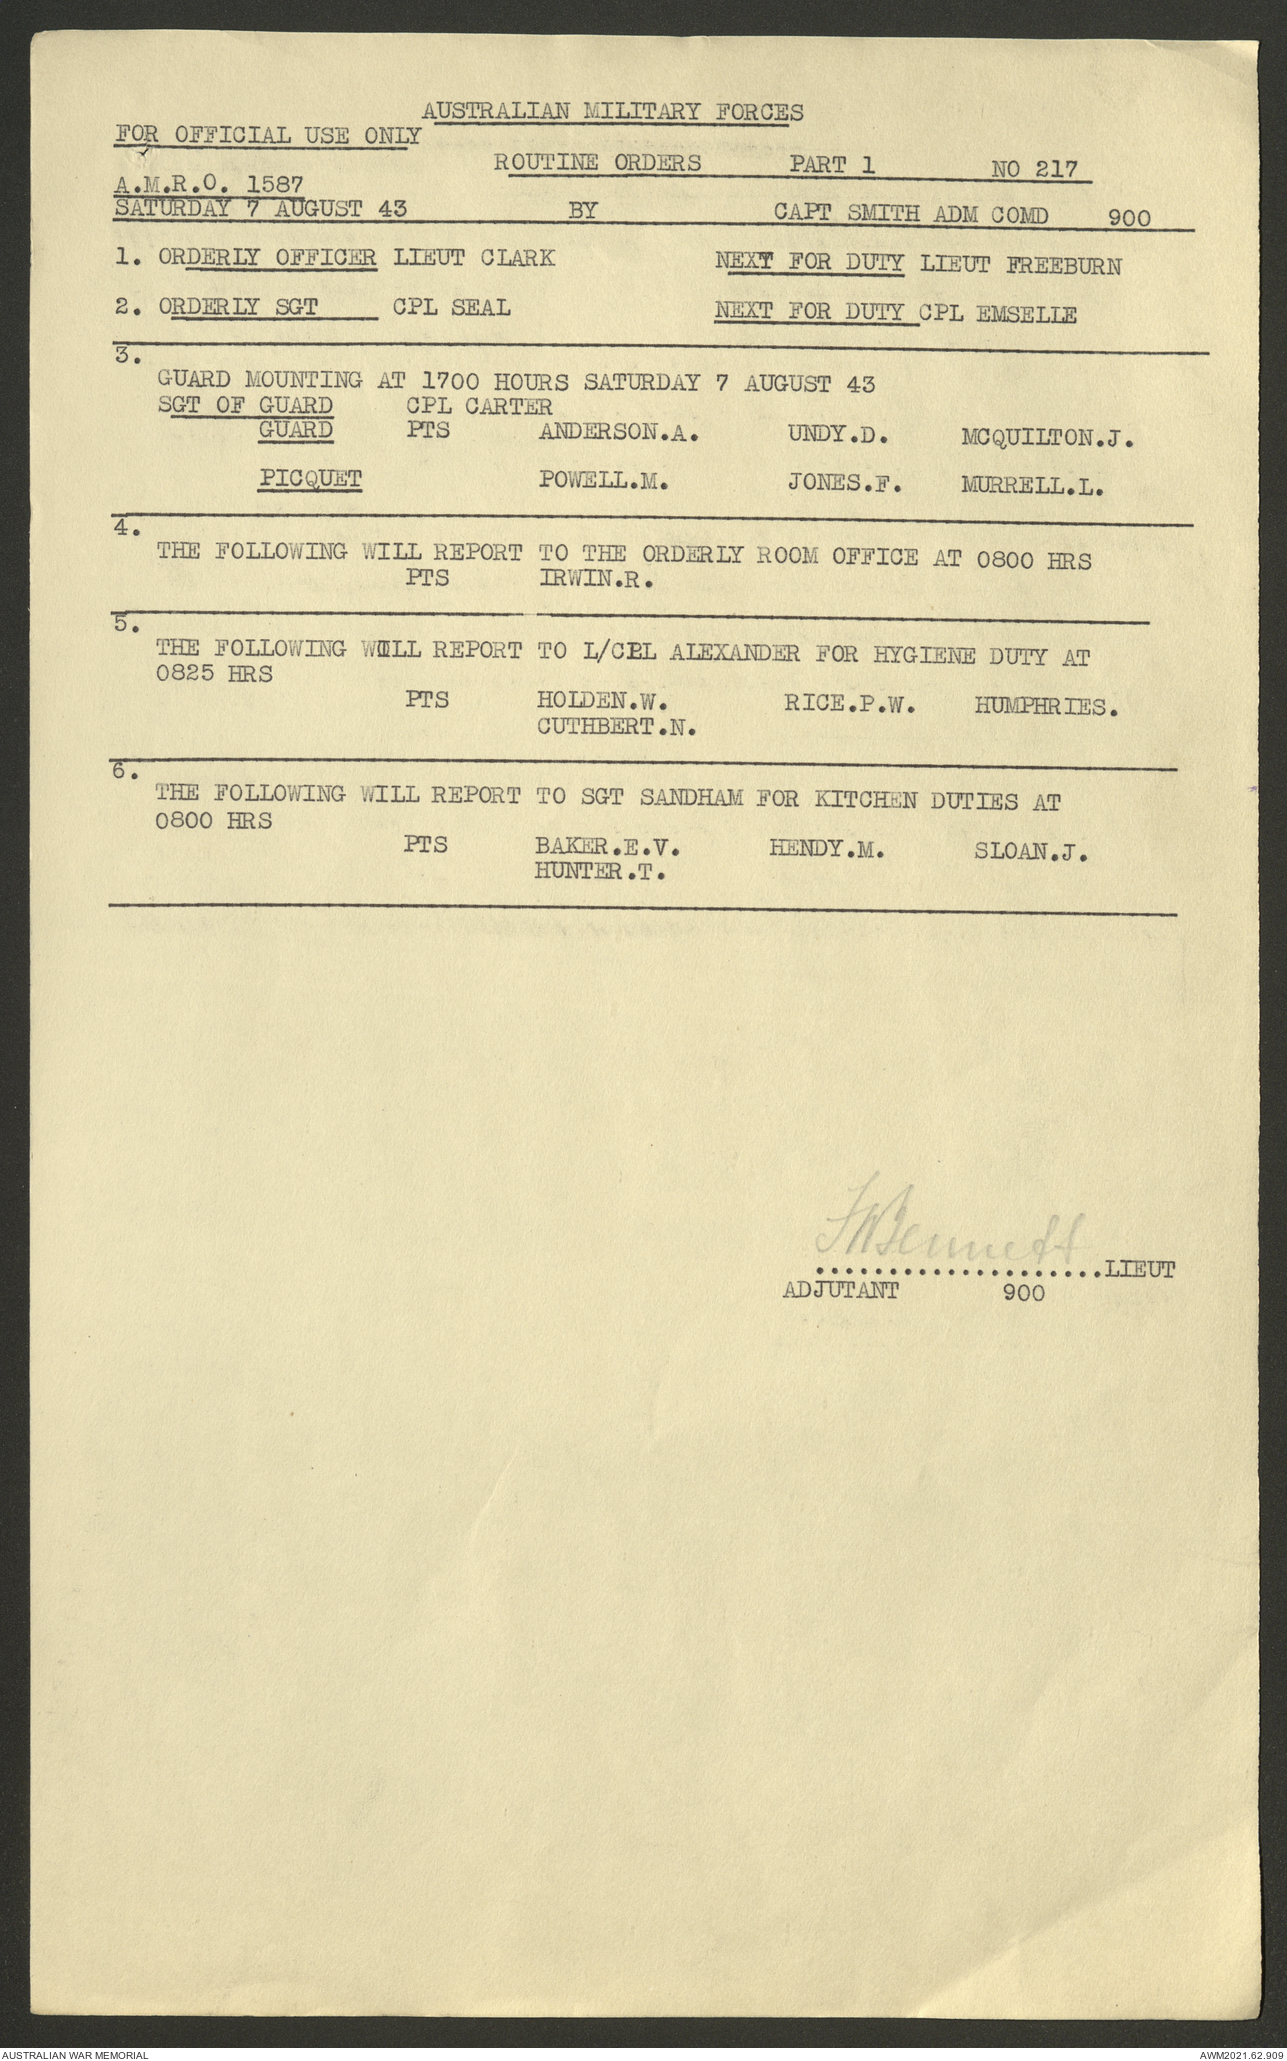 AUSTRALIAN MILITARY FORCES
FOR OFFICIAL USE ONLY
ROUTINE ORDERS PART 1 NO 217
A.M.R.O. 1587
SATURDAY 7 AUGUST 43 BY CAPT SMITH ADM COMD 900
1. ORDERLY OFFICER LIEUT CLARK NEXT FOR DUTY LIEUT FREEBURN
2. ORDERLY SGT CPL SEAL NEXT FOR DUTY CPL EMSELLE
3.
GUARD MOUNTING AT 1700 HOURS SATURDAY 7 AUGUST 43
SGT OF GUARD CPL CARTER
GUARD PTS ANDERSON.A. UNDY.D. MCQUILTON.J.
PICQUET POWELL.M. JONES.F. MURRELL.L.
4.
THE FOLLOWING WILL REPORT TO THE ORDERLY ROOM OFFICE AT 0800 HRS
PTS IRWIN.R.
5.
THE FOLLOWING WILL REPORT TO L/CPL ALEXANDER FOR HYGIENE DUTY AT
0825 HRS
PTS HOLDEN.W. RICE.P.W. HUMPHRIES.
CUTHBERT.N.
6.
THE FOLLOWING WILL REPORT TO SGT SANDHAM FOR KITCHEN DUTIES AT
0800 HRS
PTS BAKER.E.V. HENDY.M. SLOAN.J.
HUNTER.T.
Bennett
....................LIEUT
ADJUTANT 900
AUSTRALIAN WAR MEMORIAL AWM2021.62.909